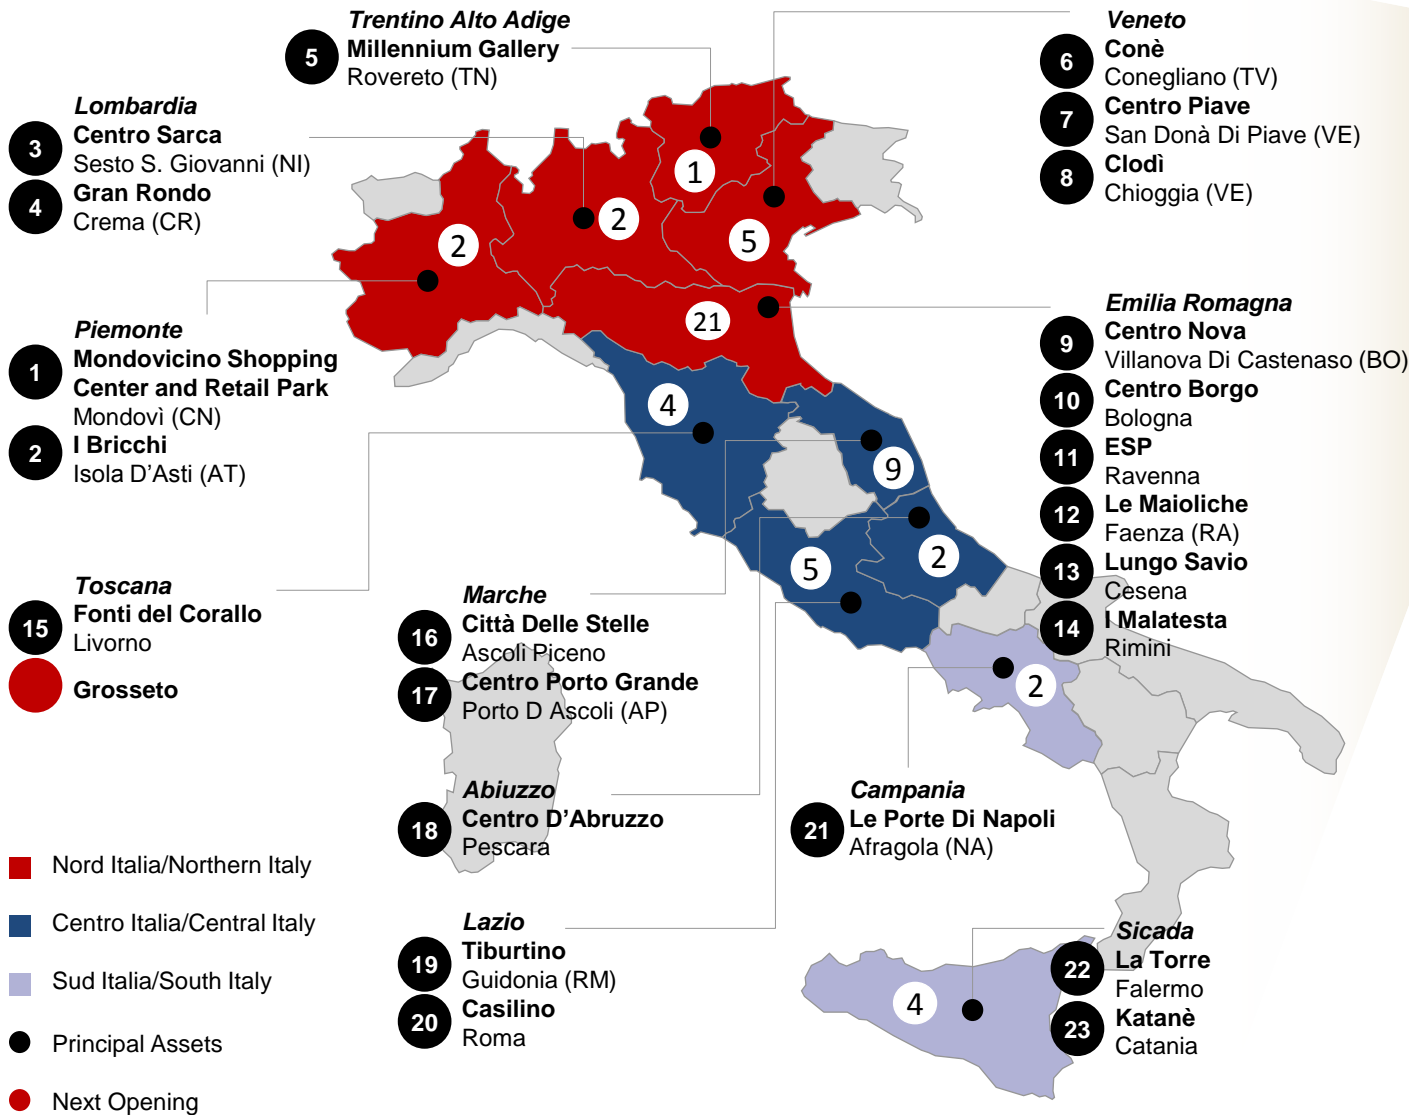 Trentino Alto Adige
5
Millennium Gallery
Rovereto (TN)
Veneto
6
Conè
Conegliano (TV)
7
Centro Piave
San Donà Di Piave (VE)
8
Clodì
Chioggia (VE)
Lombardia
3
Centro Sarca
Sesto S. Giovanni (NI)
4
Gran Rondo
Crema (CR)
1
2
2
5
21
4
9
5
2
2
4
Piemonte
1
Mondovicino Shopping
Center and Retail Park
Mondovì (CN)
2
I Bricchi
Isola D'Asti (AT)
Emilia Romagna
9
Centro Nova
Villanova Di Castenaso (BO)
10
Centro Borgo
Bologna
11
ESP
Ravenna
12
Le Maioliche
Faenza (RA)
13
Lungo Savio
Cesena
14
I Malatesta
Rimini
Toscana
15
Fonti del Corallo
Livorno
Grosseto
Marche
16
Città Delle Stelle
Ascoli Piceno
17
Centro Porto Grande
Porto D Ascoli (AP)
Abiuzzo
18
Centro D'Abruzzo
Pescara
Campania
21
Le Porte Di Napoli
Afragola (NA)
Lazio
19
Tiburtino
Guidonia (RM)
20
Casilino
Roma
Sicada
22
La Torre
Falermo
23
Katanè
Catania
Nord Italia/Northern Italy
Centro Italia/Central Italy
Sud Italia/South Italy
Principal Assets
Next Opening